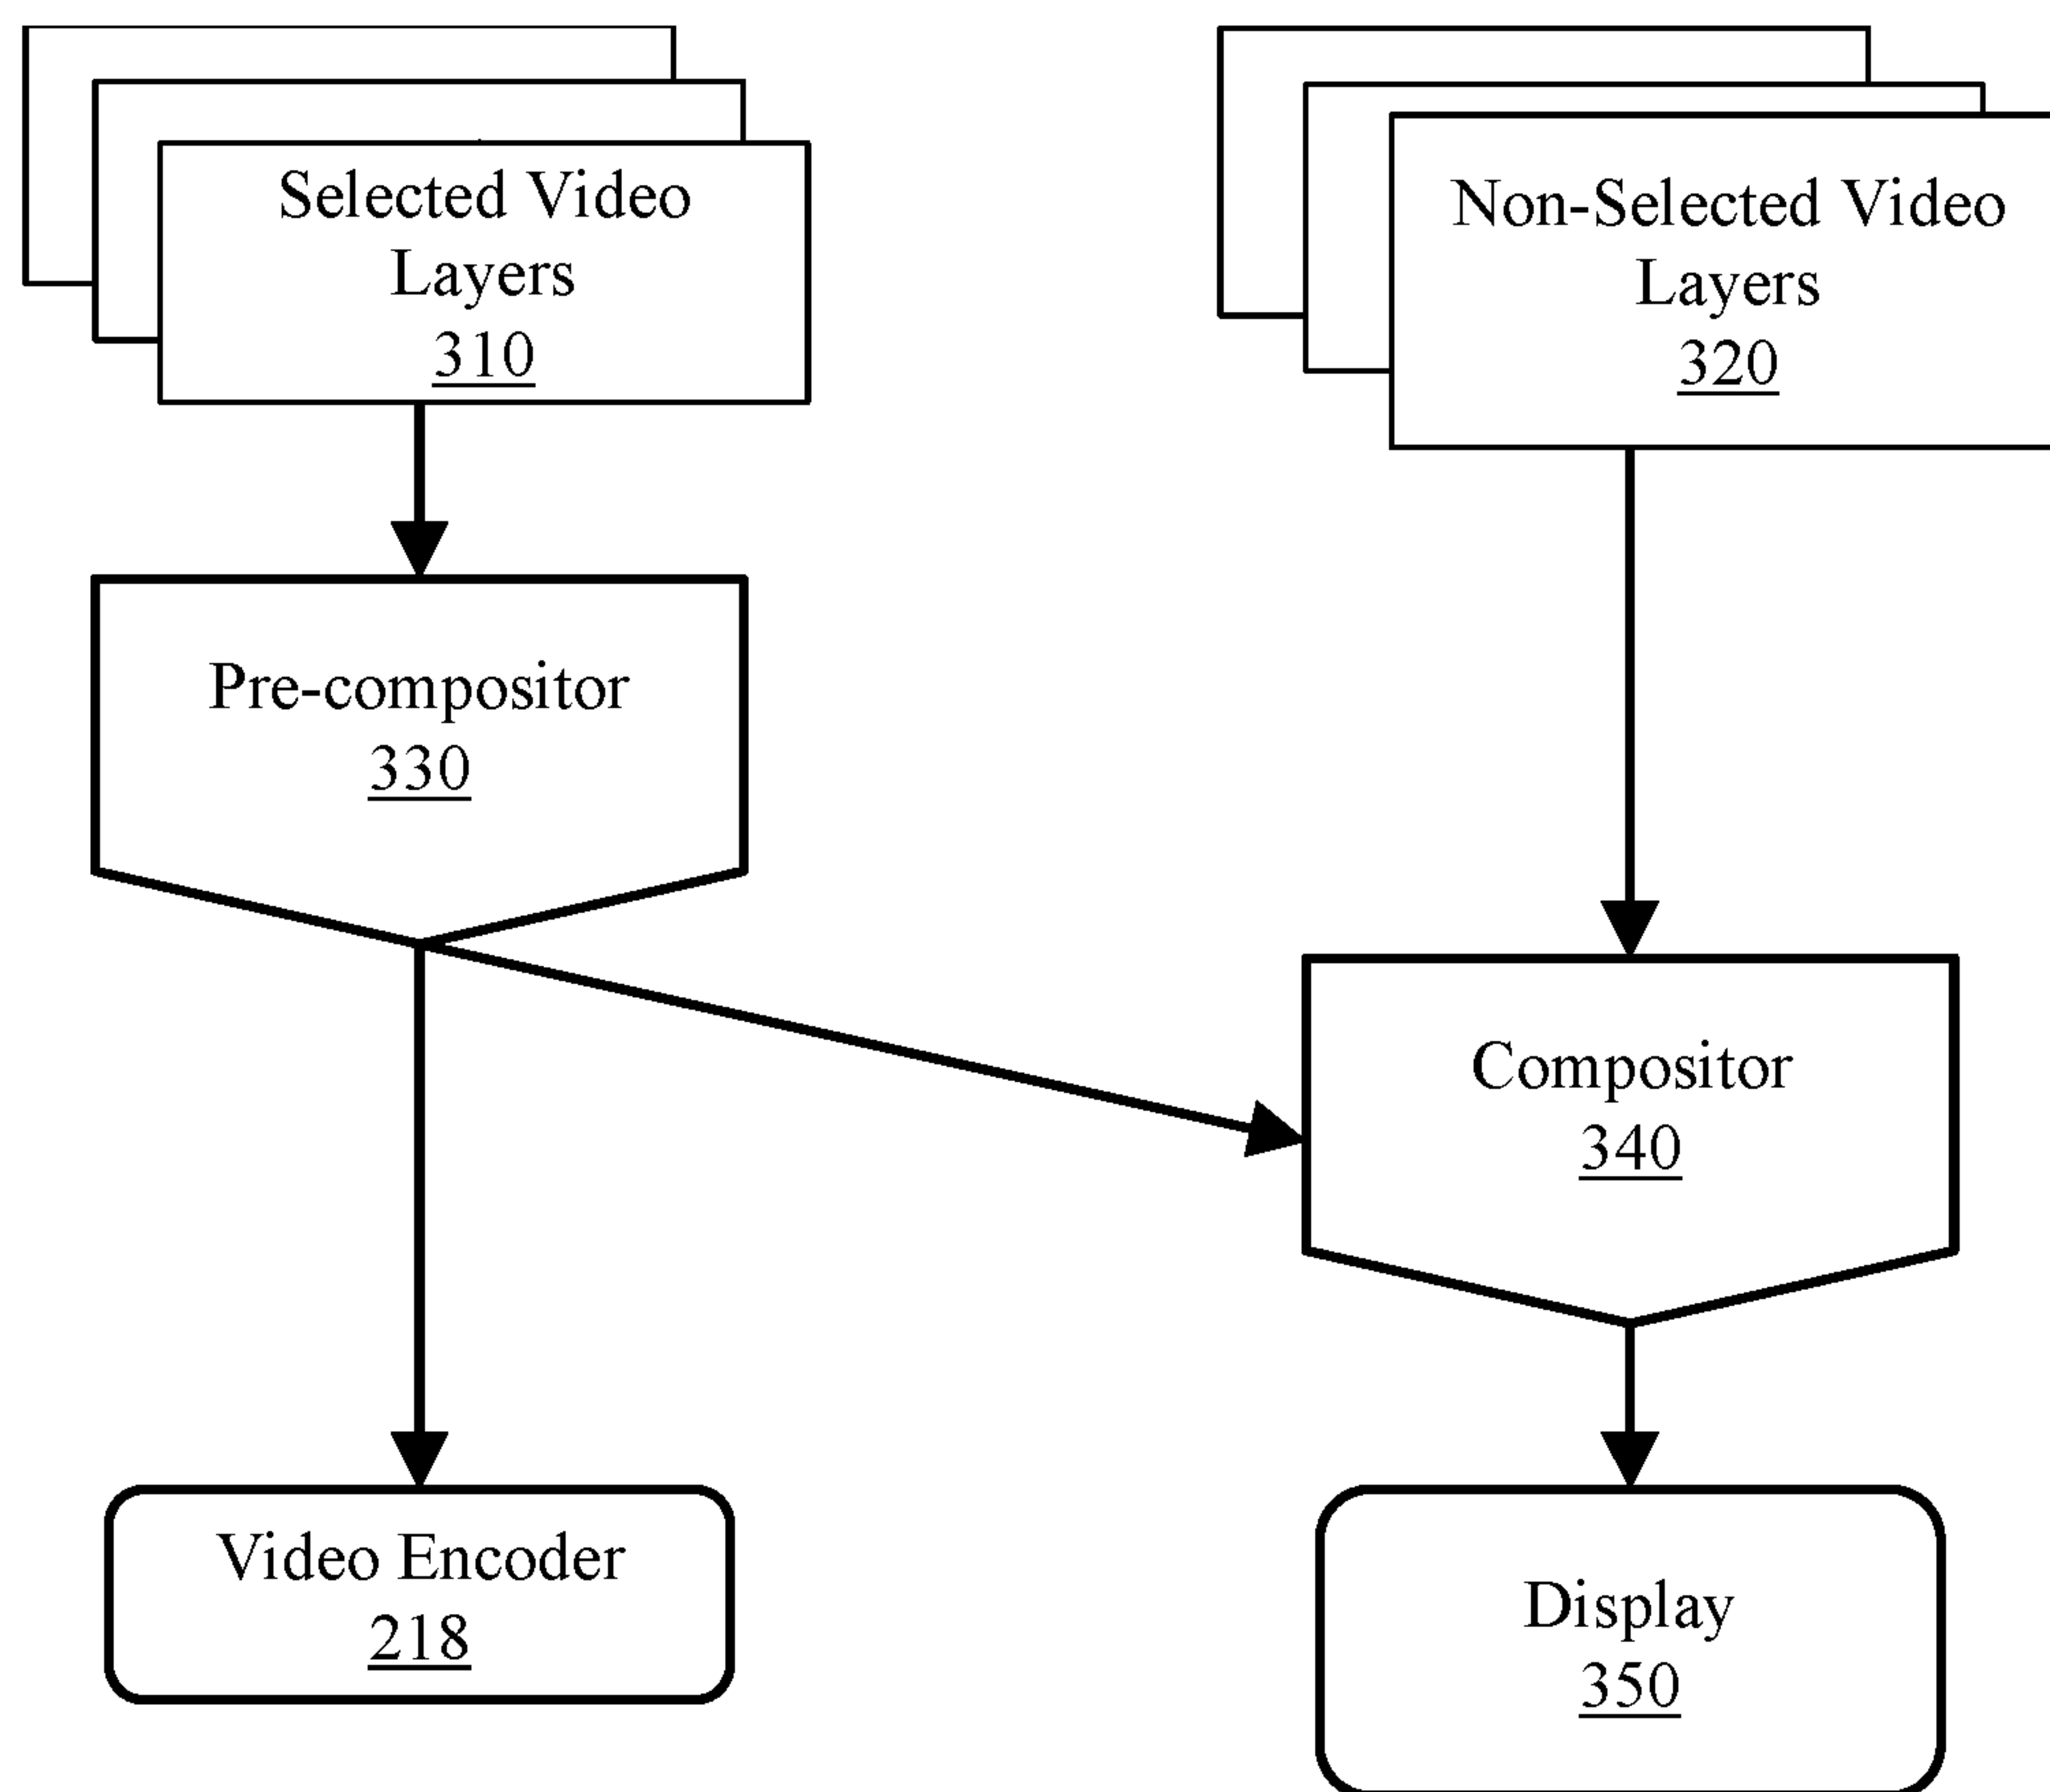 Selected Video
Layers
310
Non-Selected Video
Layers
320
Pre-compositor
330
Compositor
340
Video Encoder
218
Display
350